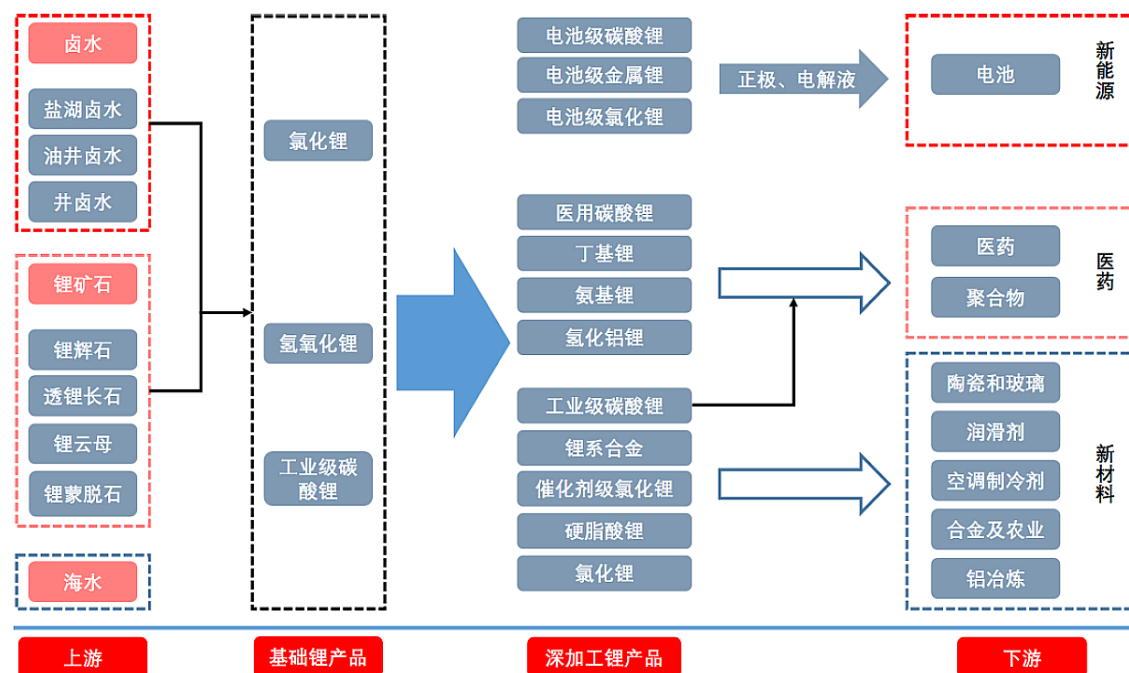 卤水
盐湖卤水
油井卤水
井卤水
锂矿石
锂辉石
透锂长石
锂云母
锂蒙脱石
海水
上游
氯化锂
氢氧化锂
工业级碳
酸锂
基础锂产品
电池级碳酸锂
电池级金属锂
电池级氯化锂
医用碳酸锂
丁基锂
氨基锂
氢化铝锂
工业级碳酸锂
锂系合金
催化剂级氯化锂
硬脂酸锂
氯化锂
深加工锂产品
正极、电解液
电池
新能源
医药
聚合物
医药
陶瓷和玻璃
润滑剂
空调制冷剂
合金及农业
铝冶炼
新材料
下游